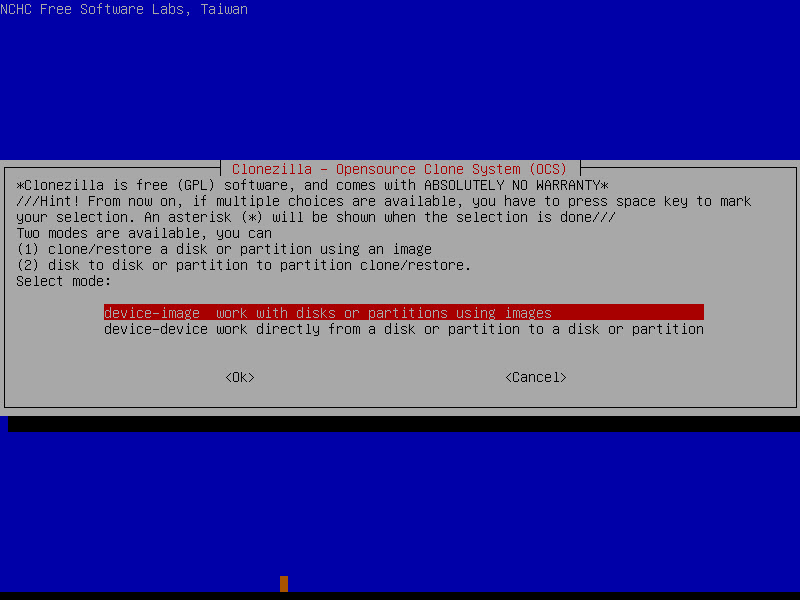 NCHC Free Software Labs, Taiwan
Clonezilla - Opensource Clone System (OCS)
*Clonezilla is free (GPL) software, and comes with ABSOLUTELY NO WARRANTY*
///Hint! From now on, if multiple choices are available, you have to press space key to mark
your selection. An asterisk (*) will be shown when the selection is done///
Two modes are available, you can
(1) clone/restore a disk or partition using an image
(2) disk to disk or partition to partition clone/restore.
Select mode:
device-image  work with disks or partitions using images
device-device work directly from a disk or partition to a disk or partition
<Ok> <Cancel>